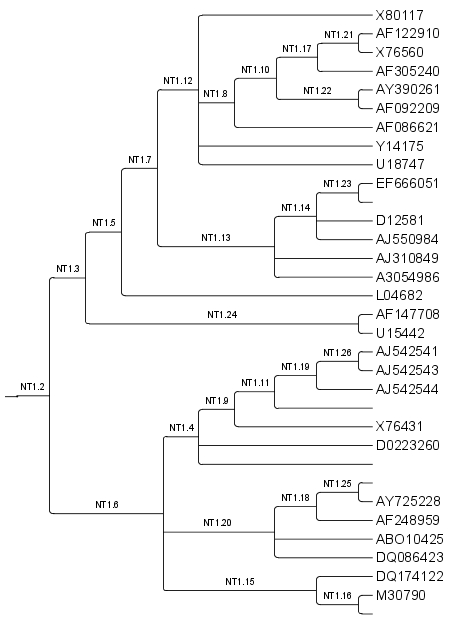 X80117
NT1.21 AF122910
NT1.17 X76560
NT1.10 AF305240
NT1.12 NT1.22 AY390261
NT1.8 AF092209
AF086621
Y14175
NT1.7 U18747
NT1.23 EF666051
NT1.14 D12581
NT1.5 NT1.13 AJ550984
AJ310849
NT1.3 A3054986
L04682
NT1.24 AF147708
U15442
NT1.26 AJ542541
NT1.19 AJ542543
NT1.2 NT1.11 AJ542544
NT1.9
X76431
NT1.4 D0223260
NT1.25
NT1.18 AY725228
NT1.6 AF248959
NT1.20 ABO10425
DQ086423
NT1.15 DQ174122
NT1.16 M30790